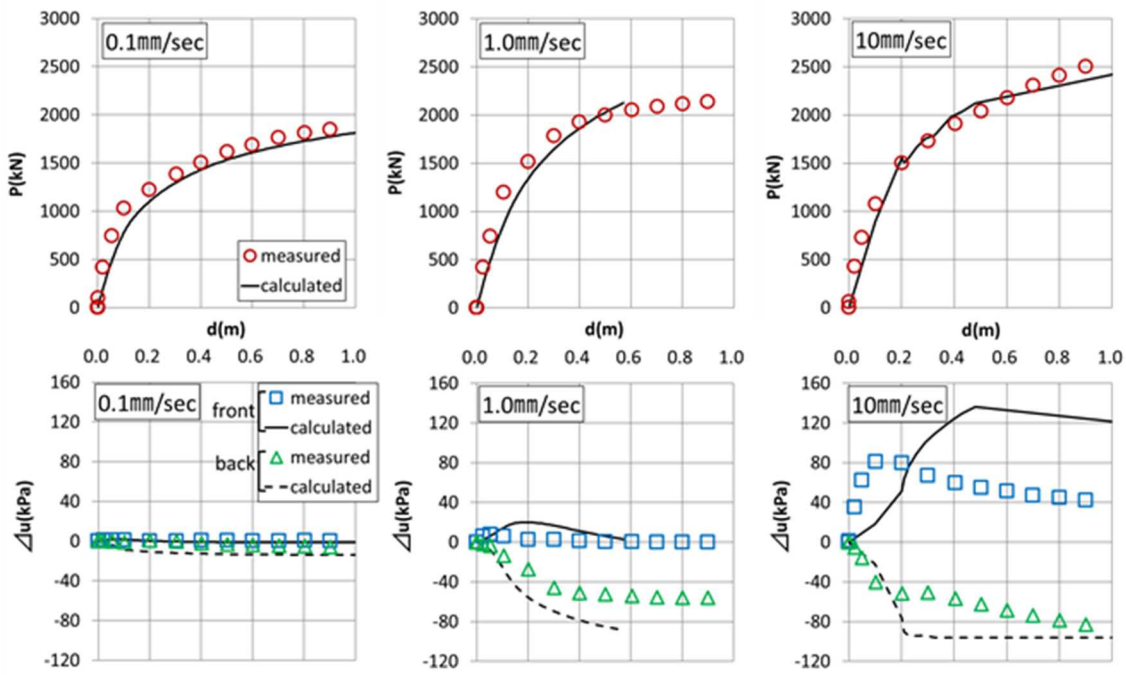 3000
2500
2000
1500
1000
500
0
P(kN)
0.1㎜/sec
measured
calculated
d(m)
3000
2500
2000
1500
1000
500
0
P(kN)
1.0㎜/sec
d(m)
3000
2500
2000
1500
1000
500
0
P(kN)
10㎜/sec
d(m)
0.0 0.2 0.4 0.6 0.8 1.0
160
120
80
40
0
-40
-80
-120
⊿u(kPa)
0.1㎜/sec
front
measured
calculated
back
measured
calculated
0.0 0.2 0.4 0.6 0.8 1.0
160
120
80
40
0
-40
-80
-120
⊿u(kPa)
1.0㎜/sec
0.0 0.2 0.4 0.6 0.8 1.0
160
120
80
40
0
-40
-80
-120
⊿u(kPa)
10㎜/sec